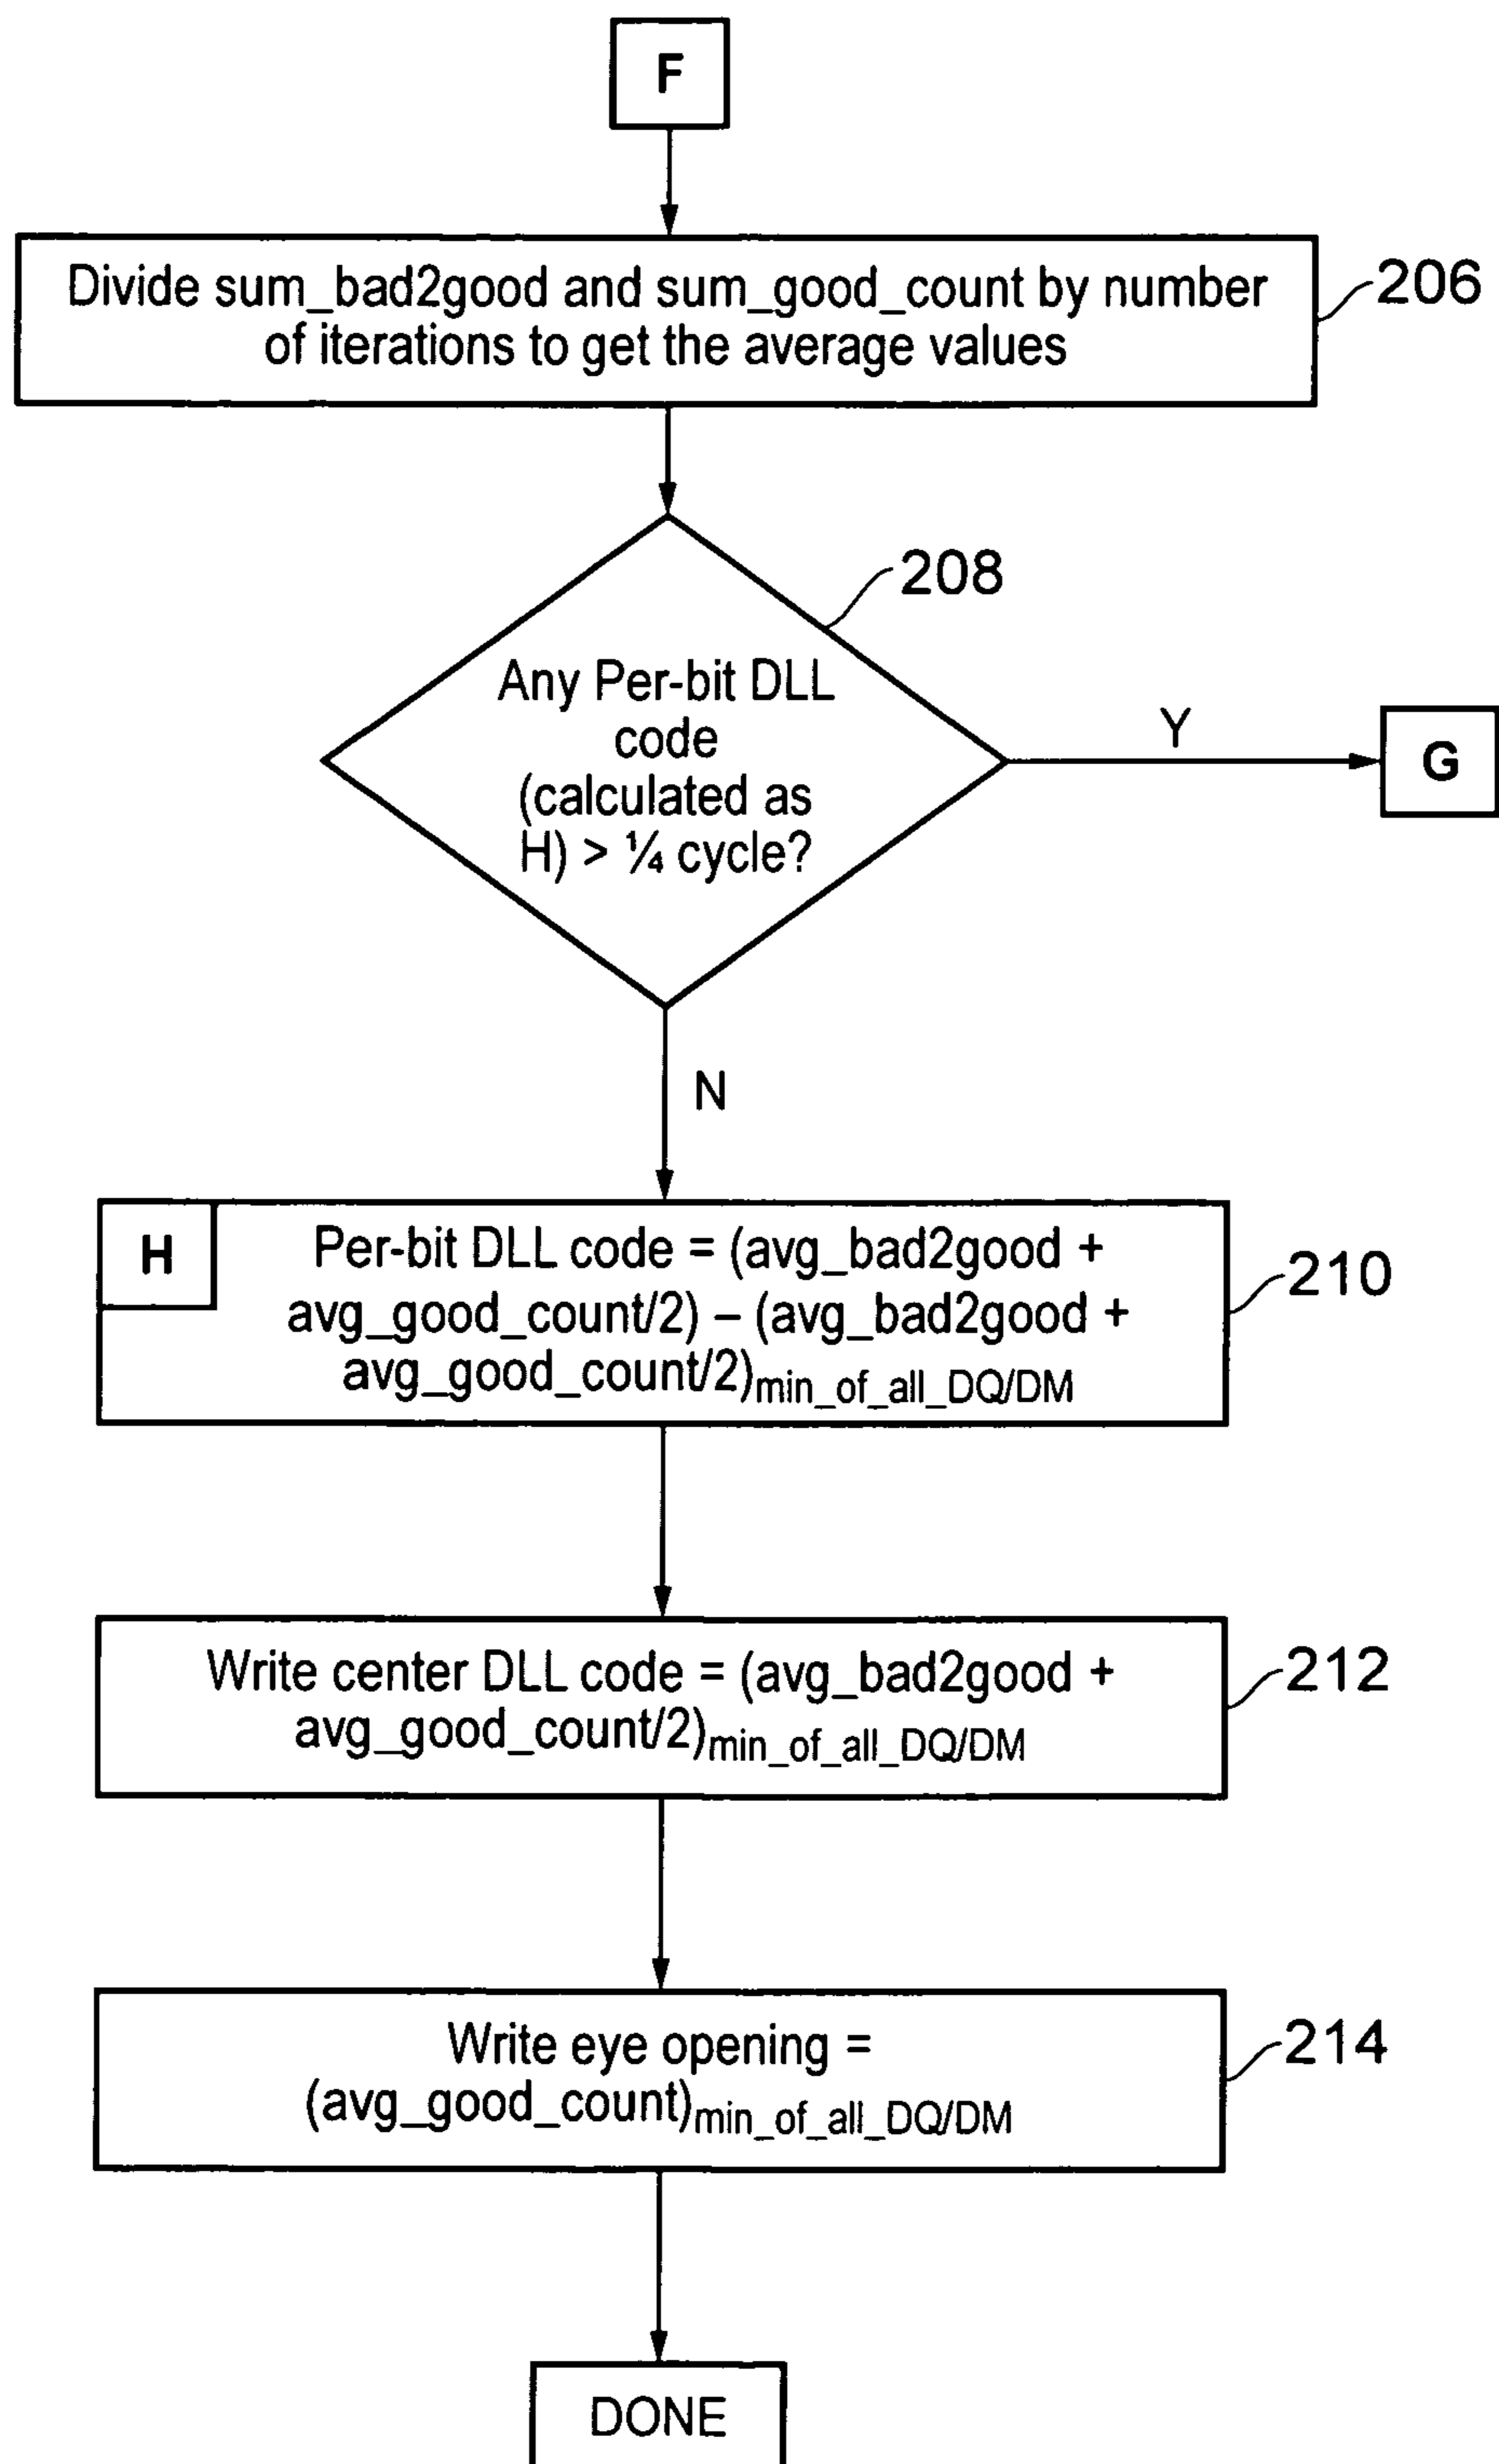 F
Divide sum_bad2good and sum_good_count by number
of iterations to get the average values
206
208
Any Per-bit DLL
code
(calculated as
H) > ¼ cycle?
Y
G
N
H
Per-bit DLL code = (avg_bad2good +
avg_good_count/2) – (avg_bad2good +
avg_good_count/2)min_of_all_DQ/DM
210
Write center DLL code = (avg_bad2good +
avg_good_count/2)min_of_all_DQ/DM
212
Write eye opening =
(avg_good_count)min_of_all_DQ/DM
214
DONE